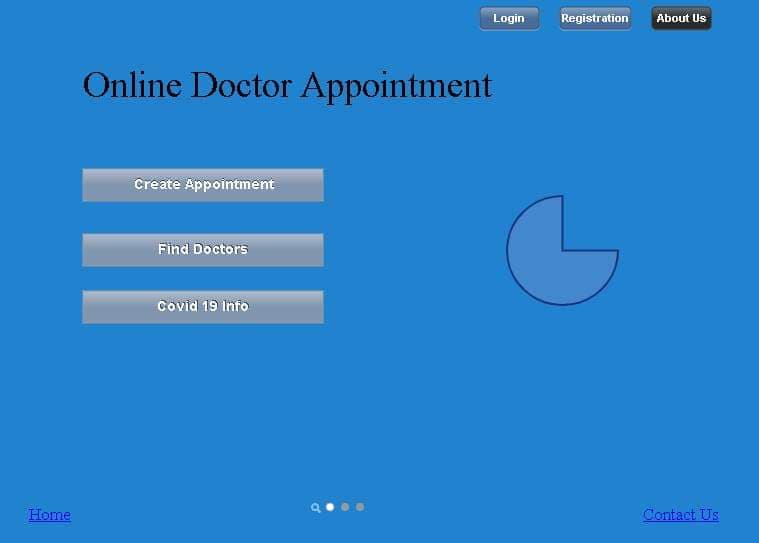 Login Registration About Us
Online Doctor Appointment
Create Appointment
Find Doctors
Covid 19 Info
Home Contact Us